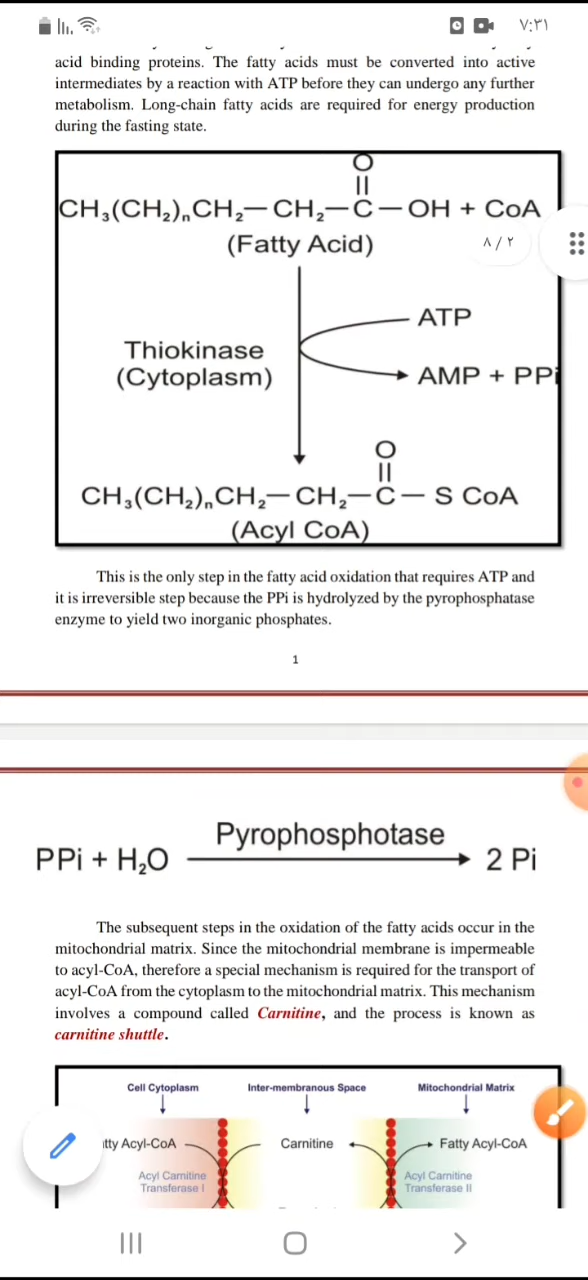 ٧:٣١
acid binding proteins. The fatty acids must be converted into active
intermediates by a reaction with ATP before they can undergo any further
metabolism. Long-chain fatty acids are required for energy production
during the fasting state.
O
||
CH₃(CH₂)ₙCH₂—CH₂—C—OH + CoA
(Fatty Acid)
٨/٢
ATP
Thiokinase
(Cytoplasm)
AMP + PPi
O
||
CH₃(CH₂)ₙCH₂—CH₂—C—S CoA
(Acyl CoA)
This is the only step in the fatty acid oxidation that requires ATP and
it is irreversible step because the PPi is hydrolyzed by the pyrophosphatase
enzyme to yield two inorganic phosphates.
1
Pyrophosphotase
PPi + H₂O
2 Pi
The subsequent steps in the oxidation of the fatty acids occur in the
mitochondrial matrix. Since the mitochondrial membrane is impermeable
to acyl-CoA, therefore a special mechanism is required for the transport of
acyl-CoA from the cytoplasm to the mitochondrial matrix. This mechanism
involves a compound called Carnitine, and the process is known as
carnitine shuttle.
Cell Cytoplasm Inter-membranous Space Mitochondrial Matrix
tty Acyl-CoA Carnitine Fatty Acyl-CoA
Acyl Carnitine
Transferase I
Acyl Carnitine
Transferase II